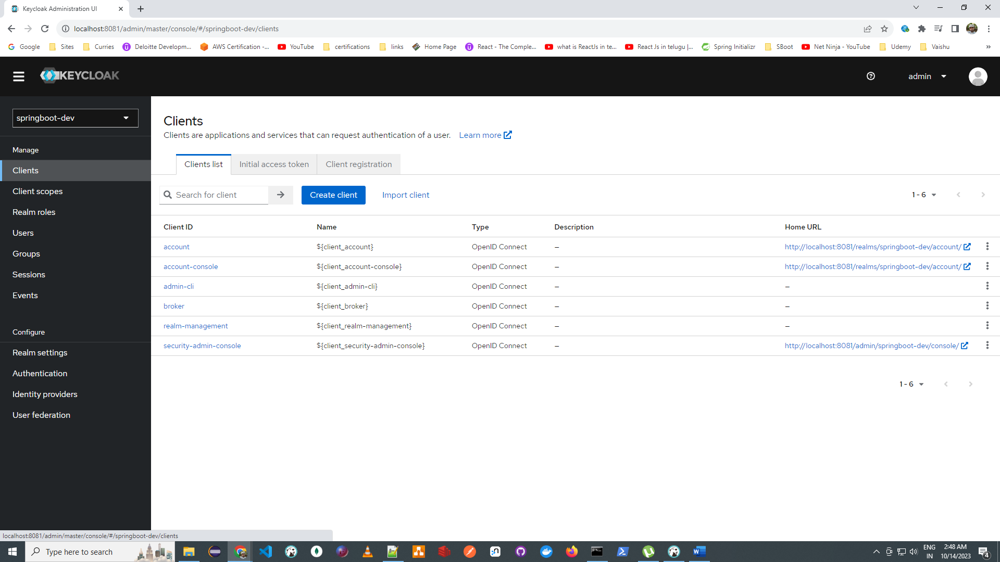 Keycloak Administration UI
localhost:8081/admin/master/console/#/springboot-dev/clients
Google Sites Curries Deloitte Developm... AWS Certification -... YouTube certifications links Home Page React - The Comple... what is ReactJs in te... React Js in telugu |... Spring Initializr SBoot Net Ninja - YouTube Udemy Vaishu »
KEYCLOAK
admin
springboot-dev
Manage
Clients
Client scopes
Realm roles
Users
Groups
Sessions
Events
Configure
Realm settings
Authentication
Identity providers
User federation
Clients
Clients are applications and services that can request authentication of a user. Learn more
Clients list Initial access token Client registration
Search for client Create client Import client 1 - 6
Client ID Name Type Description Home URL
account ${client_account} OpenID Connect – http://localhost:8081/realms/springboot-dev/account/
account-console ${client_account-console} OpenID Connect – http://localhost:8081/realms/springboot-dev/account/
admin-cli ${client_admin-cli} OpenID Connect – –
broker ${client_broker} OpenID Connect – –
realm-management ${client_realm-management} OpenID Connect – –
security-admin-console ${client_security-admin-console} OpenID Connect – http://localhost:8081/admin/springboot-dev/console/
1 - 6
localhost:8081/admin/master/console/#/springboot-dev/clients
Type here to search
ENG
IN
2:48 AM
10/14/2023
4